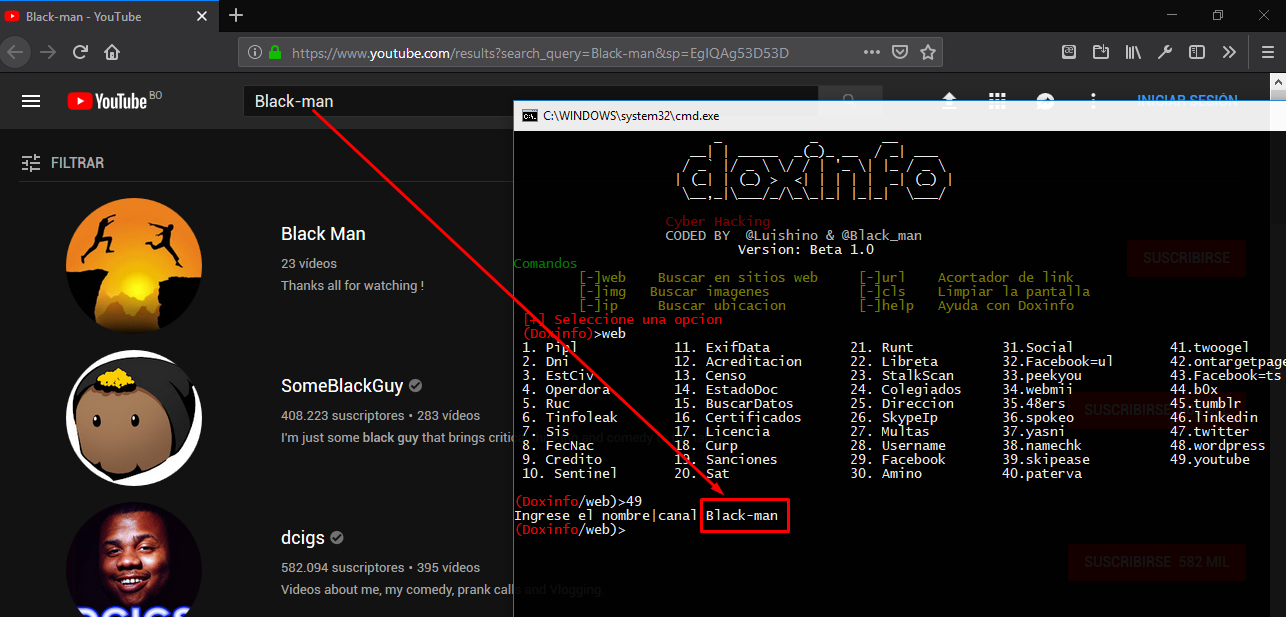 Black-man - YouTube
https://www.youtube.com/results?search_query=Black-man&sp=EgIQAg53D53D
YouTube BO
Black-man
INICIAR SESIÓN
FILTRAR
Black Man
23 vídeos
Thanks all for watching !
SUSCRIBIRSE
SomeBlackGuy
408.223 suscriptores • 283 vídeos
I'm just some black guy that brings and comedy
SUSCRIBIRSE
dcigs
582.094 suscriptores • 395 vídeos
Videos about me, my comedy, prank calls and Vlogging.
SUSCRIBIRSE 582 MIL
DCIGS
C:\WINDOWS\system32\cmd.exe
doxinfo
Cyber Hacking
CODED BY @Luishino & @Black_man
Version: Beta 1.0
Comandos
[-]web Buscar en sitios web [-]url Acortador de link
[-]img Buscar imagenes [-]cls Limpiar la pantalla
[-]ip Buscar ubicacion [-]help Ayuda con Doxinfo
[+] Seleccione una opcion
(Doxinfo)>web
1. Pipl 11. ExifData 21. Runt 31.Social 41.twoogel
2. Dni 12. Acreditacion 22. Libreta 32.Facebook=ul 42.ontargetpage
3. EstCiv 13. Censo 23. StalkScan 33.peekyou 43.Facebook=ts
4. Operdora 14. EstadoDoc 24. Colegiados 34.webmii 44.b0x
5. Ruc 15. BuscarDatos 25. Direccion 35.48ers 45.tumblr
6. Tinfoleak 16. Certificados 26. SkypeIp 36.spokeo 46.linkedin
7. Sis 17. Licencia 27. Multas 37.yasni 47.twitter
8. FecNac 18. Curp 28. Username 38.namechk 48.wordpress
9. Credito 19. Sanciones 29. Facebook 39.skipease 49.youtube
10. Sentinel 20. Sat 30. Amino 40.paterva
(Doxinfo/web)>49
Ingrese el nombre|canal Black-man
(Doxinfo/web)>